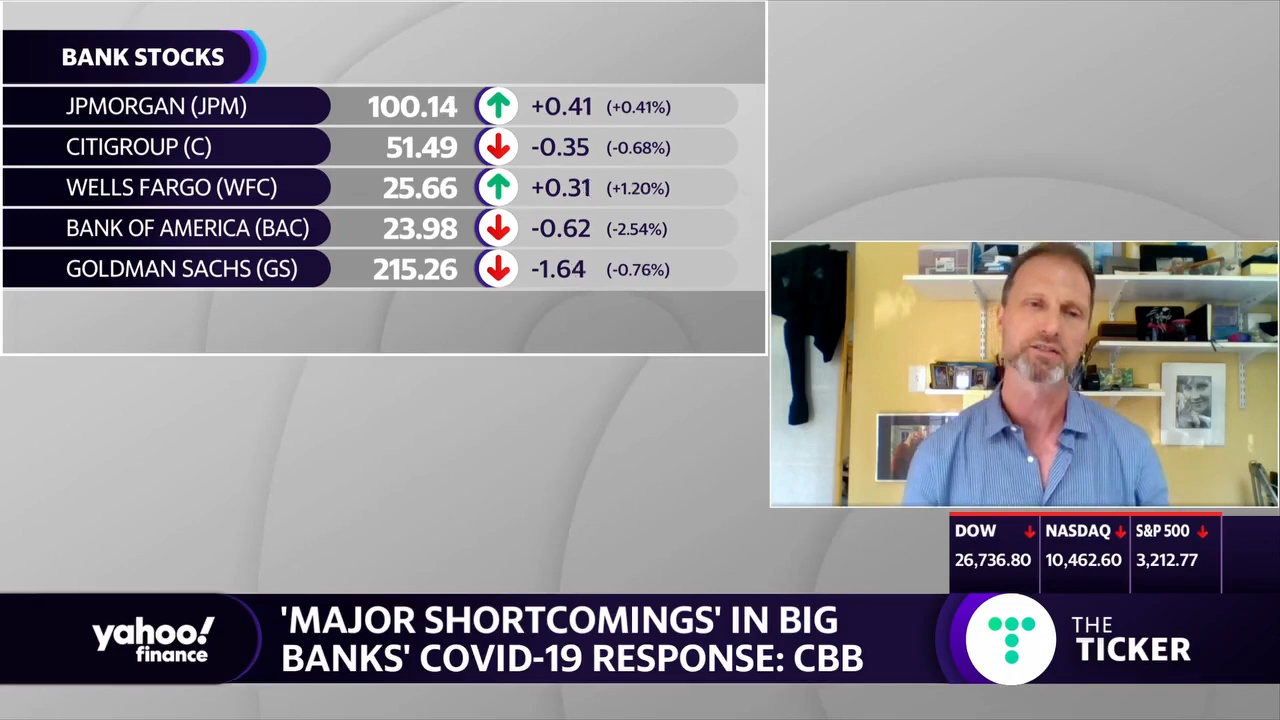 BANK STOCKS
JPMORGAN (JPM) 100.14 +0.41 (+0.41%)
CITIGROUP (C) 51.49 -0.35 (-0.68%)
WELLS FARGO (WFC) 25.66 +0.31 (+1.20%)
BANK OF AMERICA (BAC) 23.98 -0.62 (-2.54%)
GOLDMAN SACHS (GS) 215.26 -1.64 (-0.76%)
DOW NASDAQ S&P 500
26,736.80 10,462.60 3,212.77
yahoo!
finance
'MAJOR SHORTCOMINGS' IN BIG
BANKS' COVID-19 RESPONSE: CBB
THE
TICKER